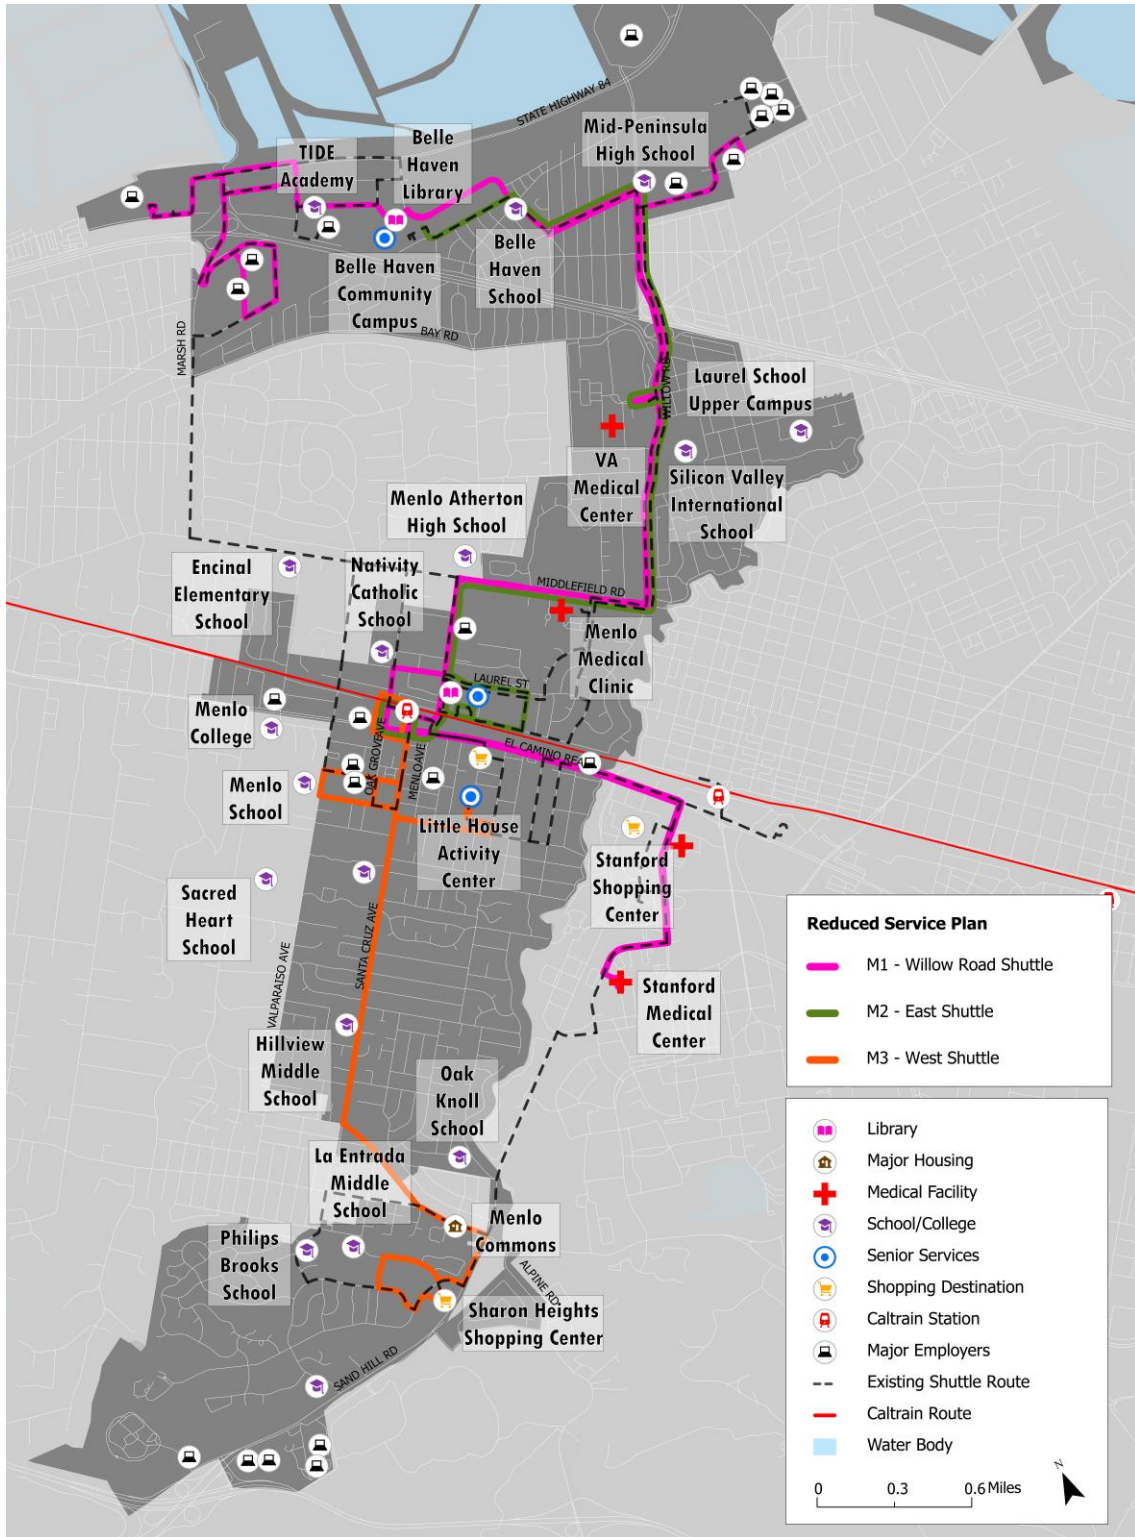 STATE HIGHWAY 84
Mid-Peninsula
High School
Belle
Haven
Library
TIDE
Academy
Belle
Haven
School
Belle Haven
Community
Campus
BAY RD
MARSH RD
WILLOW RD
Laurel School
Upper Campus
VA
Medical
Center
Silicon Valley
International
School
Menlo Atherton
High School
Encinal
Elementary
School
Nativity
Catholic
School
MIDDLEFIELD RD
Menlo
Medical
Clinic
LAUREL ST
Menlo
College
OAK GROVE AVE
MENLO AVE
EL CAMINO REAL
Menlo
School
Little House
Activity
Center
Stanford
Shopping
Center
Sacred
Heart
School
SANTA CRUZ AVE
VALPARAISO AVE
Stanford
Medical
Center
Hillview
Middle
School
Oak
Knoll
School
La Entrada
Middle
School
Menlo
Commons
Philips
Brooks
School
ALPINE RD
Sharon Heights
Shopping Center
SAND HILL RD
Reduced Service Plan
M1 - Willow Road Shuttle
M2 - East Shuttle
M3 - West Shuttle
Library
Major Housing
Medical Facility
School/College
Senior Services
Shopping Destination
Caltrain Station
Major Employers
Existing Shuttle Route
Caltrain Route
Water Body
0 0.3 0.6 Miles
N